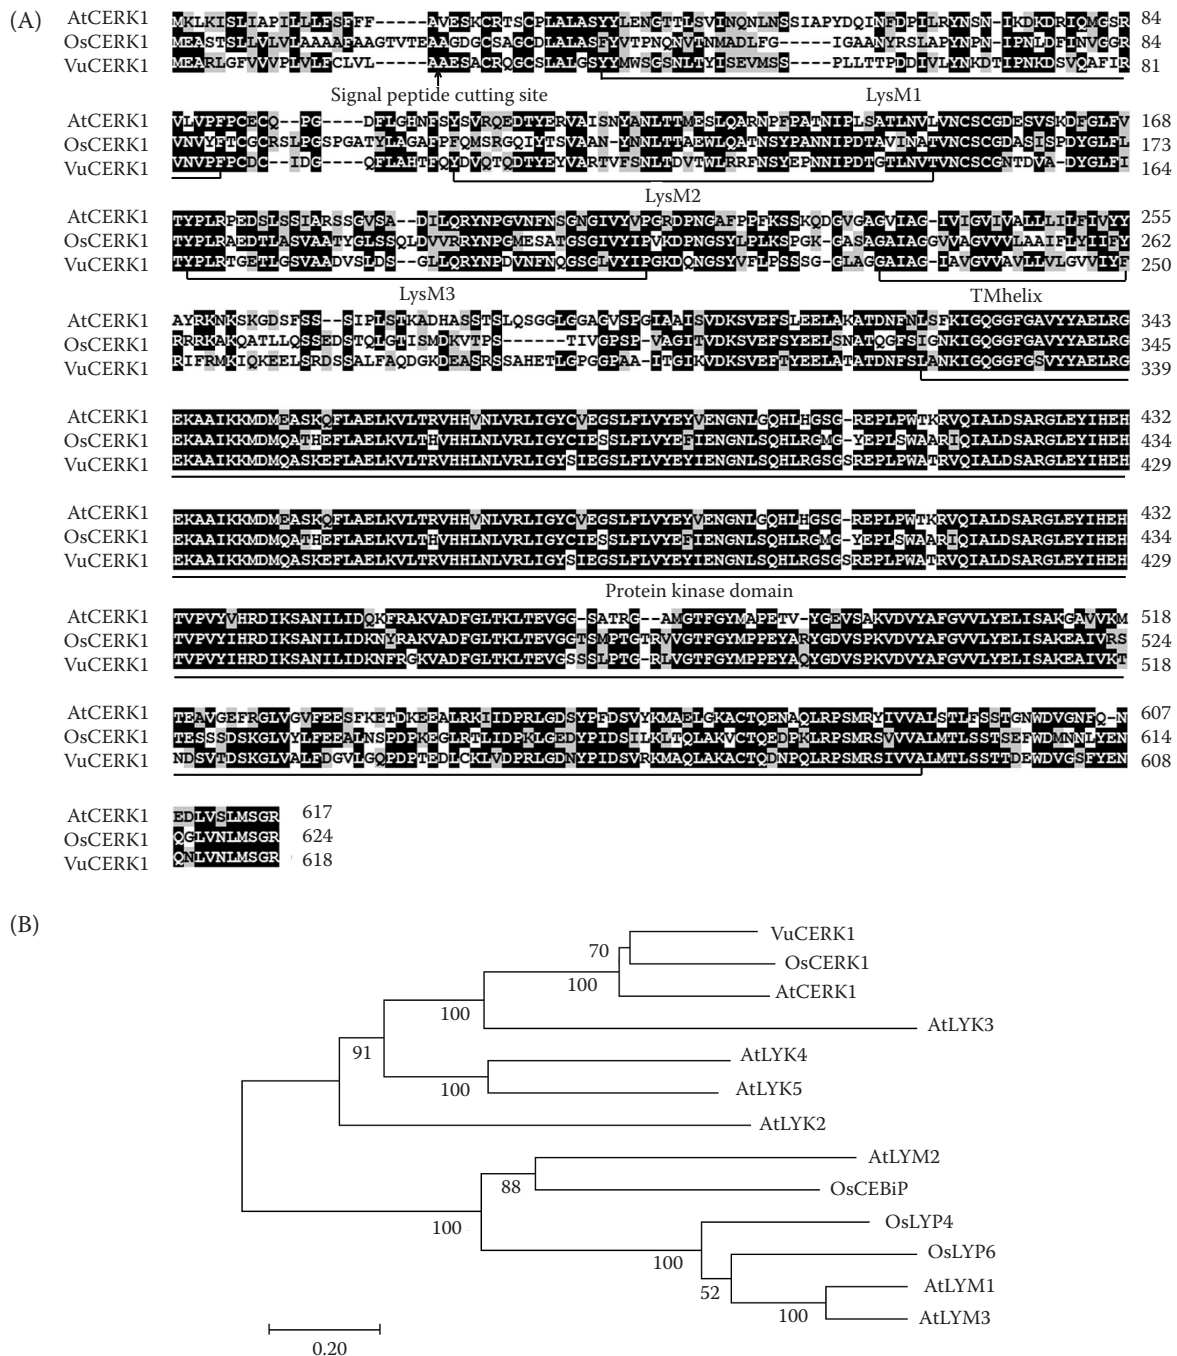 (A)
AtCERK1 MKLKISLIAPILLLFSFFF-----AVESKCRTSCPLALASYYLENGTTLSVINQNLNSSIAPYDQINFDPILRYNSN-IKDKDRIQMGSR 84
OsCERK1 MEASTSLLVLVLAAAAFAAGTVTEAAGDGCSAGCDLALASFYVTPNQNVTNMADLFG-----IGAANYRSLAPYNPN-IPNLDFINVGGR 84
VuCERK1 MEARLGFVVVPLVLFCLVL-----AAESACRQGCSLALGSYYMWSGSNLTYISEVMSS----PLLTTPDDIVLYNKDTIPNKDSVQAFIR 81
Signal peptide cutting site LysM1
AtCERK1 VLVPFPCECQ--PG---DFLGHNFSYSVRQEDTYERVAISNYANLTTMESLQARNPFPATNIPLSATLNVLVNCSCGDESVSKDFGLFV 168
OsCERK1 VNVYFTCGCRSLPGSPGATYLAGAFPFQMSRGQIYTSVAAN-YNNLTTAEWLQATNSYPANNIPDTAVINATVNCSCGDASISPDYGLFL 173
VuCERK1 VNVPFPCDC--IDG---QFLAHTFQYDVQTQDTYEYVARTVFSNLTDVTWLRRFNSYEPNNIPDTGTLNVTVNCSCGNTDVA-DYGLFI 164
LysM2
AtCERK1 TYPLRPEDSLSSIARSSGVSA--DILQRYNPGVNFNSGNGIVYVPGRDPNGAFPPFKSSKQDGVGAGVIAG-IVIGVIVALLLILFIVYY 255
OsCERK1 TYPLRAEDTLASVAATYGLSSQLDVVRRYNPGMESATGSGIVYIPVKDPNGSYLPLKSPGK-GASAGAIAGGVVAGVVVLAAIFLYIIFY 262
VuCERK1 TYPLRTGETLGSVAADVSLDS--GLLQRYNPDVNFNQGSGLVYIPGKDQNGSYVFLPSSSG-GLAGGAIAG-IAVGVVAVLLVLGVVIYF 250
LysM3 TMhelix
AtCERK1 AYRKNKSKGDSFSS--SIPLSTKADHASSTSLQSGGLGGAGVSPGIAAISVDKSVEFSLEELAKATDNFNLSFKIGQGGFGAVYYAELRG 343
OsCERK1 RRRKAKQATLLQSSEDSTQLGTISMDKVTPS------TIVGPSP-VAGITVDKSVEFSYEELSNATQGFSIGNKIGQGGFGAVYYAELRG 345
VuCERK1 RIFRMKIQKEELSRDSSALFAQDGKDEASRSSAHETLGPGGPAA-ITGIKVDKSVEFTYEELATATDNFSLANKIGQGGFGSVYYAELRG 339
AtCERK1 EKAAIKKMDMEASKQFLAELKVLTRVHHVNLVRLIGYCVEGSLFLVYEYVENGNLGQHLHGSG-REPLPWTKRVQIALDSARGLEYIHEH 432
OsCERK1 EKAAIKKMDMQATHEFLAELKVLTHVHHLNLVRLIGYCIESSLFLVYEFIENGNLSQHLRGMG-YEPLSWAARIQIALDSARGLEYIHEH 434
VuCERK1 EKAAIKKMDMQASKEFLAELKVLTRVHHLNLVRLIGYSIEGSLFLVYEYIENGNLSQHLRGSGSREPLPWATRVQIALDSARGLEYIHEH 429
AtCERK1 EKAAIKKMDMEASKQFLAELKVLTRVHHVNLVRLIGYCVEGSLFLVYEYVENGNLGQHLHGSG-REPLPWTKRVQIALDSARGLEYIHEH 432
OsCERK1 EKAAIKKMDMQATHEFLAELKVLTHVHHLNLVRLIGYCIESSLFLVYEFIENGNLSQHLRGMG-YEPLSWAARIQIALDSARGLEYIHEH 434
VuCERK1 EKAAIKKMDMQASKEFLAELKVLTRVHHLNLVRLIGYSIEGSLFLVYEYIENGNLSQHLRGSGSREPLPWATRVQIALDSARGLEYIHEH 429
Protein kinase domain
AtCERK1 TVPVYVHRDIKSANILIDQKFRAKVADFGLTKLTEVGG-SATRG--AMGTFGYMAPETV-YGEVSAKVDVYAFGVVLYELISAKGAVVKM 518
OsCERK1 TVPVYIHRDIKSANILIDKNYRAKVADFGLTKLTEVGGTSMPTGTRVVGTFGYMPPEYARYGDVSPKVDVYAFGVVLYELISAKEAIVRS 524
VuCERK1 TVPVYIHRDIKSANILIDKNFRGKVADFGLTKLTEVGSSSLPTG-RLVGTFGYMPPEYAQYGDVSPKVDVYAFGVVLYELISAKEAIVKT 518
AtCERK1 TEAVGEFRGLVGVFEESFKETDKEEALRKIIDPRLGDSYPFDSVYKMAELGKACTQENAQLRPSMRYIVVALSTLFSSTGNWDVGNFQ-N 607
OsCERK1 TESSSDSKGLVYLFEEALNSPDPKEGLRTLIDPKLGEDYPIDSILKLTQLAKVCTQEDPKLRPSMRSVVVALMTLSSTSEFWDMNNLYEN 614
VuCERK1 NDSVTDSKGLVALFDGVLGQPDPTEDLCKLVDPRLGDNYPIDSVRKMAQLAKACTQDNPQLRPSMRSIVVALMTLSSTTDEWDVGSFYEN 608
AtCERK1 EDLVSLMSGR 617
OsCERK1 QGLVNLMSGR 624
VuCERK1 QNLVNLMSGR 618
(B)
VuCERK1
70
OsCERK1
100
AtCERK1
100
AtLYK3
91
AtLYK4
100
AtLYK5
AtLYK2
AtLYM2
88
OsCEBiP
100
OsLYP4
100
OsLYP6
52
AtLYM1
100
AtLYM3
0.20